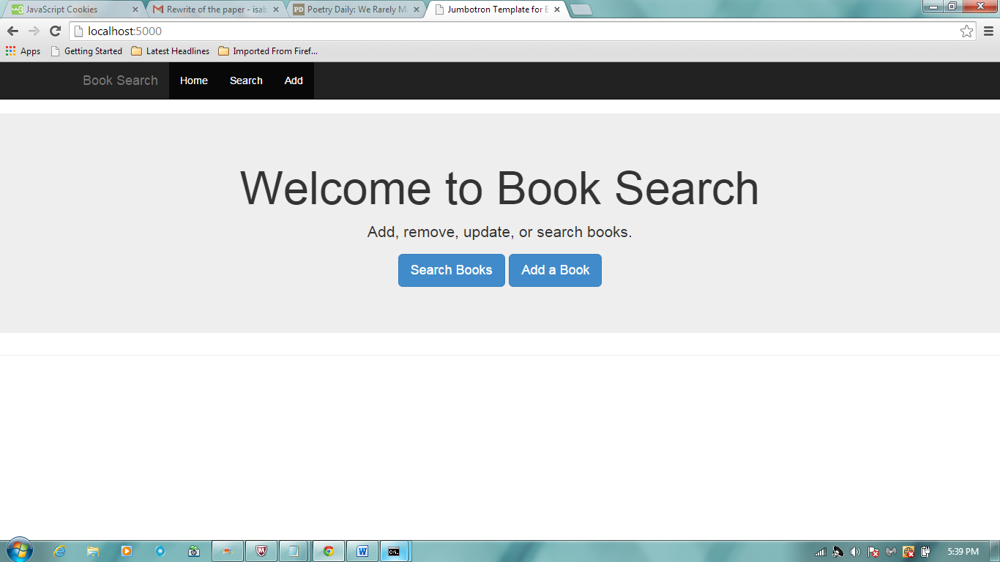 JavaScript Cookies
Rewrite of the paper - isab
Poetry Daily: We Rarely M
Jumbotron Template for B
localhost:5000
Apps
Getting Started
Latest Headlines
Imported From Firef...
Book Search
Home
Search
Add
Welcome to Book Search
Add, remove, update, or search books.
Search Books
Add a Book
5:39 PM